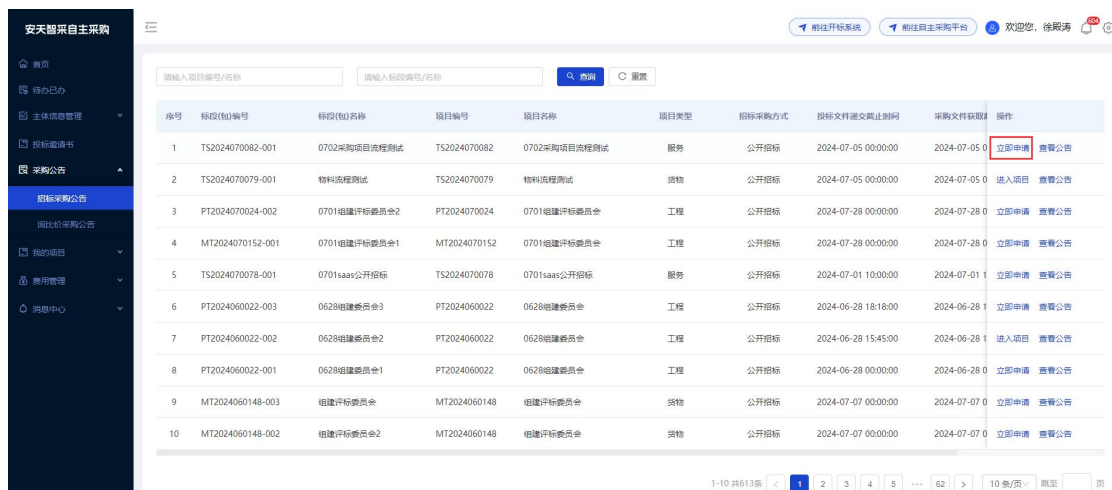 安天智采自主采购
前往开标系统 前往自主采购平台 欢迎您，徐殿涛 604
首页
待办已办
主体信息管理
投标邀请书
采购公告
招标采购公告
询比价采购公告
我的项目
费用管理
消息中心
请输入项目编号/名称 请输入标段编号/名称 查询 重置
序号 标段(包)编号 标段(包)名称 项目编号 项目名称 项目类型 招标采购方式 投标文件递交截止时间 采购文件获取 操作
1 TS2024070082-001 0702采购项目流程测试 TS2024070082 0702采购项目流程测试 服务 公开招标 2024-07-05 00:00:00 2024-07-05 0 立即申请 查看公告
2 TS2024070079-001 物料流程测试 TS2024070079 物料流程测试 货物 公开招标 2024-07-05 00:00:00 2024-07-05 0 进入项目 查看公告
3 PT2024070024-002 0701组建评标委员会2 PT2024070024 0701组建评标委员会 工程 公开招标 2024-07-28 00:00:00 2024-07-28 0 立即申请 查看公告
4 MT2024070152-001 0701组建评标委员会1 MT2024070152 0701组建评标委员会 工程 公开招标 2024-07-28 00:00:00 2024-07-28 0 立即申请 查看公告
5 TS2024070078-001 0701saas公开招标 TS2024070078 0701saas公开招标 服务 公开招标 2024-07-01 10:00:00 2024-07-01 1 立即申请 查看公告
6 PT2024060022-003 0628组建委员会3 PT2024060022 0628组建委员会 工程 公开招标 2024-06-28 18:18:00 2024-06-28 1 立即申请 查看公告
7 PT2024060022-002 0628组建委员会2 PT2024060022 0628组建委员会 工程 公开招标 2024-06-28 15:45:00 2024-06-28 1 进入项目 查看公告
8 PT2024060022-001 0628组建委员会1 PT2024060022 0628组建委员会 工程 公开招标 2024-06-28 00:00:00 2024-06-28 0 立即申请 查看公告
9 MT2024060148-003 组建评标委员会 MT2024060148 组建评标委员会 货物 公开招标 2024-07-07 00:00:00 2024-07-07 0 立即申请 查看公告
10 MT2024060148-002 组建评标委员会2 MT2024060148 组建评标委员会 货物 公开招标 2024-07-07 00:00:00 2024-07-07 0 立即申请 查看公告
1-10 共613条 < 1 2 3 4 5 ··· 62 > 10 条/页 跳至 页